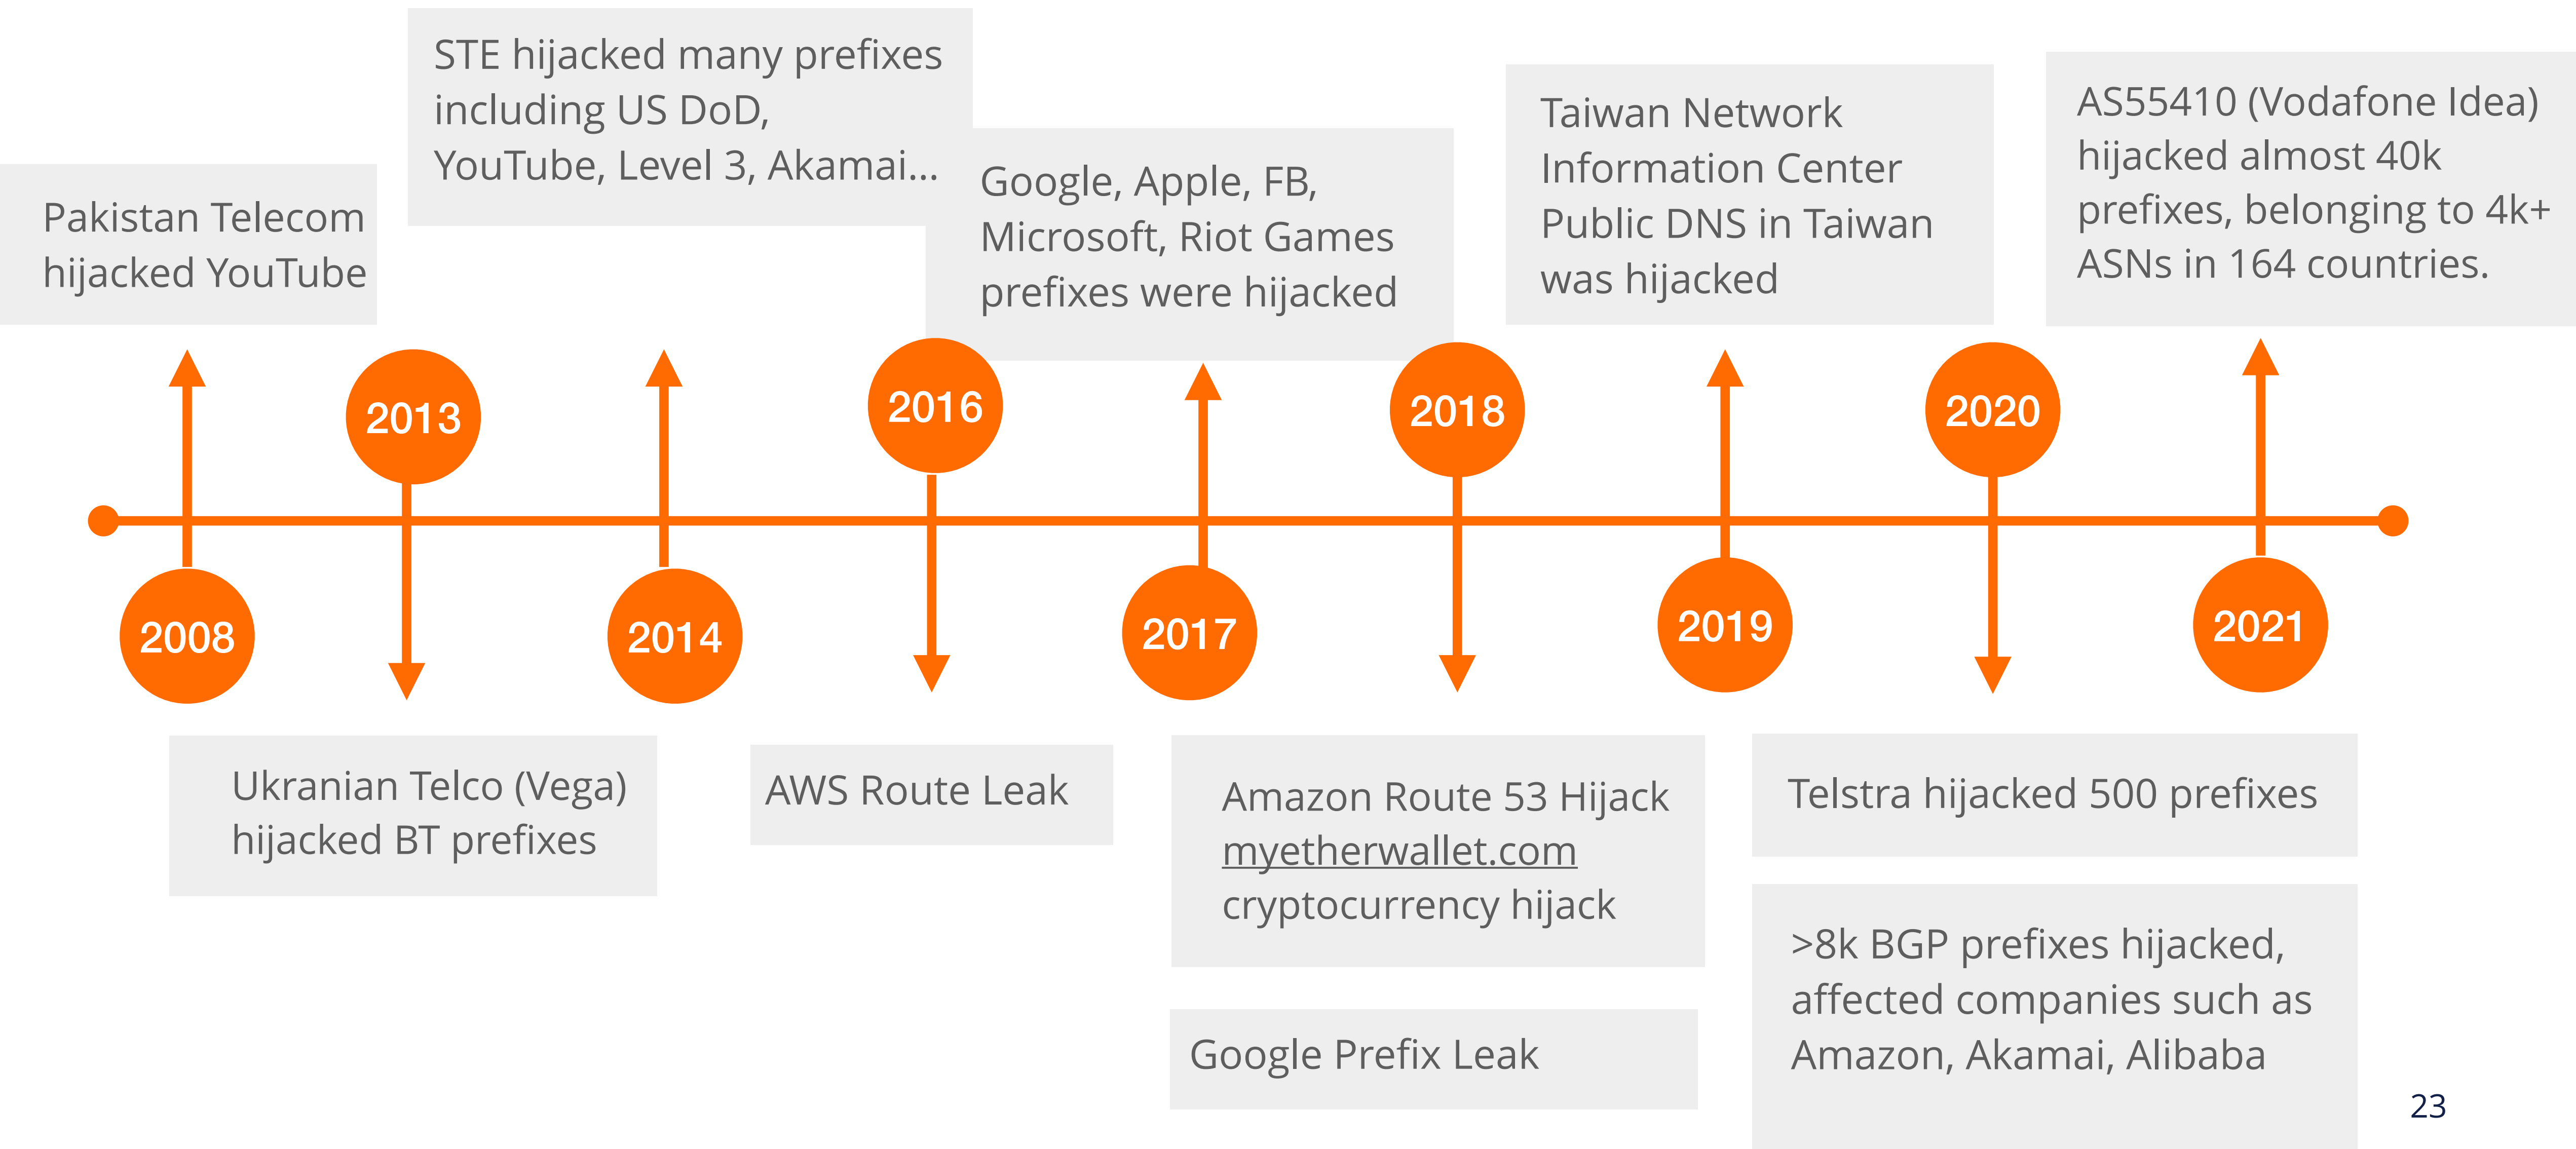 STE hijacked many prefixes
including US DoD,
YouTube, Level 3, Akamai...
Pakistan Telecom
hijacked YouTube
Google, Apple, FB,
Microsoft, Riot Games
prefixes were hijacked
Taiwan Network
Information Center
Public DNS in Taiwan
was hijacked
AS55410 (Vodafone Idea)
hijacked almost 40k
prefixes, belonging to 4k+
ASNs in 164 countries.
2013
2016
2018
2020
2008
2014
2017
2019
2021
Ukranian Telco (Vega)
hijacked BT prefixes
AWS Route Leak
Amazon Route 53 Hijack
myetherwallet.com
cryptocurrency hijack
Google Prefix Leak
Telstra hijacked 500 prefixes
>8k BGP prefixes hijacked,
affected companies such as
Amazon, Akamai, Alibaba
23